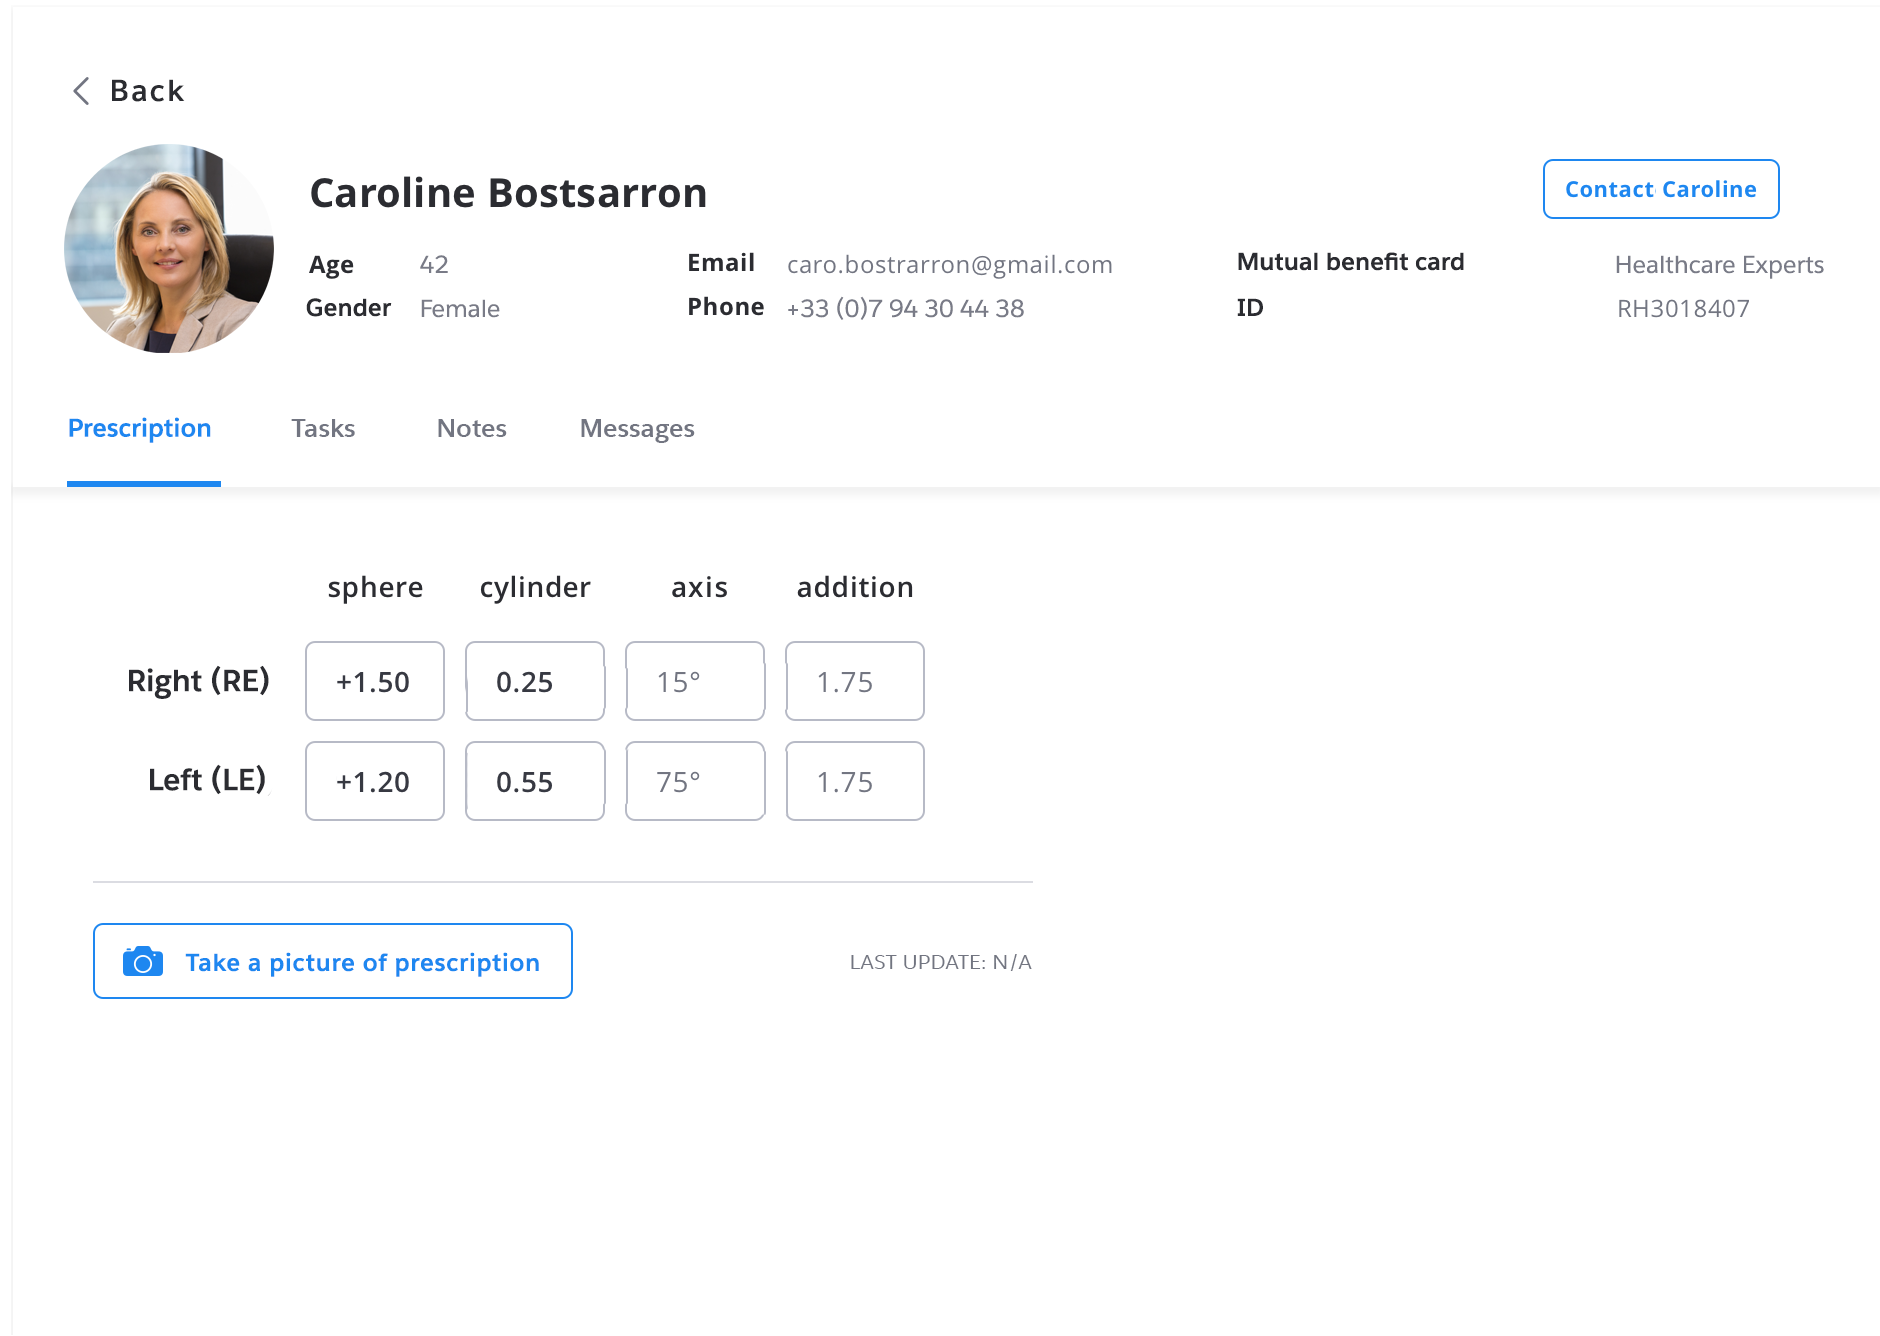 Back
Caroline Bostsarron
Contact Caroline
Age 42
Gender Female
Email caro.bostrarron@gmail.com
Phone +33 (0)7 94 30 44 38
Mutual benefit card Healthcare Experts
ID RH3018407
Prescription Tasks Notes Messages
sphere cylinder axis addition
Right (RE) +1.50 0.25 15° 1.75
Left (LE) +1.20 0.55 75° 1.75
Take a picture of prescription
LAST UPDATE: N/A